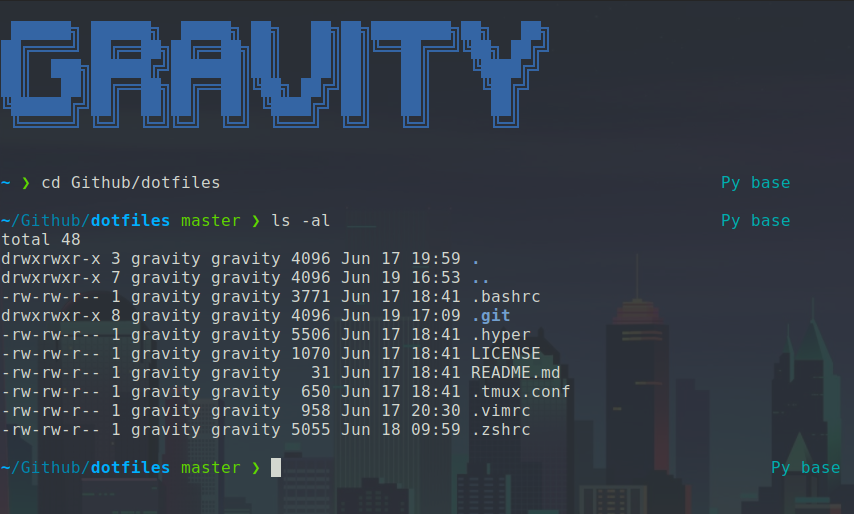 GRAVITY
~ ❯ cd Github/dotfiles Py base
~/Github/dotfiles master ❯ ls -al Py base
total 48
drwxrwxr-x 3 gravity gravity 4096 Jun 17 19:59 .
drwxrwxr-x 7 gravity gravity 4096 Jun 19 16:53 ..
-rw-rw-r-- 1 gravity gravity 3771 Jun 17 18:41 .bashrc
drwxrwxr-x 8 gravity gravity 4096 Jun 19 17:09 .git
-rw-rw-r-- 1 gravity gravity 5506 Jun 17 18:41 .hyper
-rw-rw-r-- 1 gravity gravity 1070 Jun 17 18:41 LICENSE
-rw-rw-r-- 1 gravity gravity   31 Jun 17 18:41 README.md
-rw-rw-r-- 1 gravity gravity  650 Jun 17 18:41 .tmux.conf
-rw-rw-r-- 1 gravity gravity  958 Jun 17 20:30 .vimrc
-rw-rw-r-- 1 gravity gravity 5055 Jun 18 09:59 .zshrc
~/Github/dotfiles master ❯ Py base